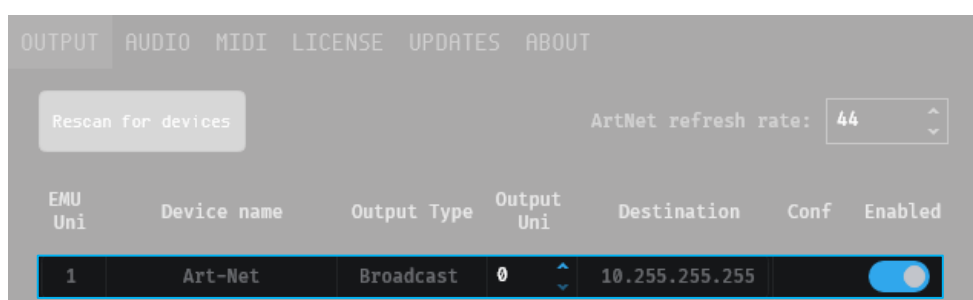 OUTPUT AUDIO MIDI LICENSE UPDATES ABOUT
Rescan for devices ArtNet refresh rate: 44
EMU Uni Device name Output Type Output Uni Destination Conf Enabled
1 Art-Net Broadcast 0 10.255.255.255